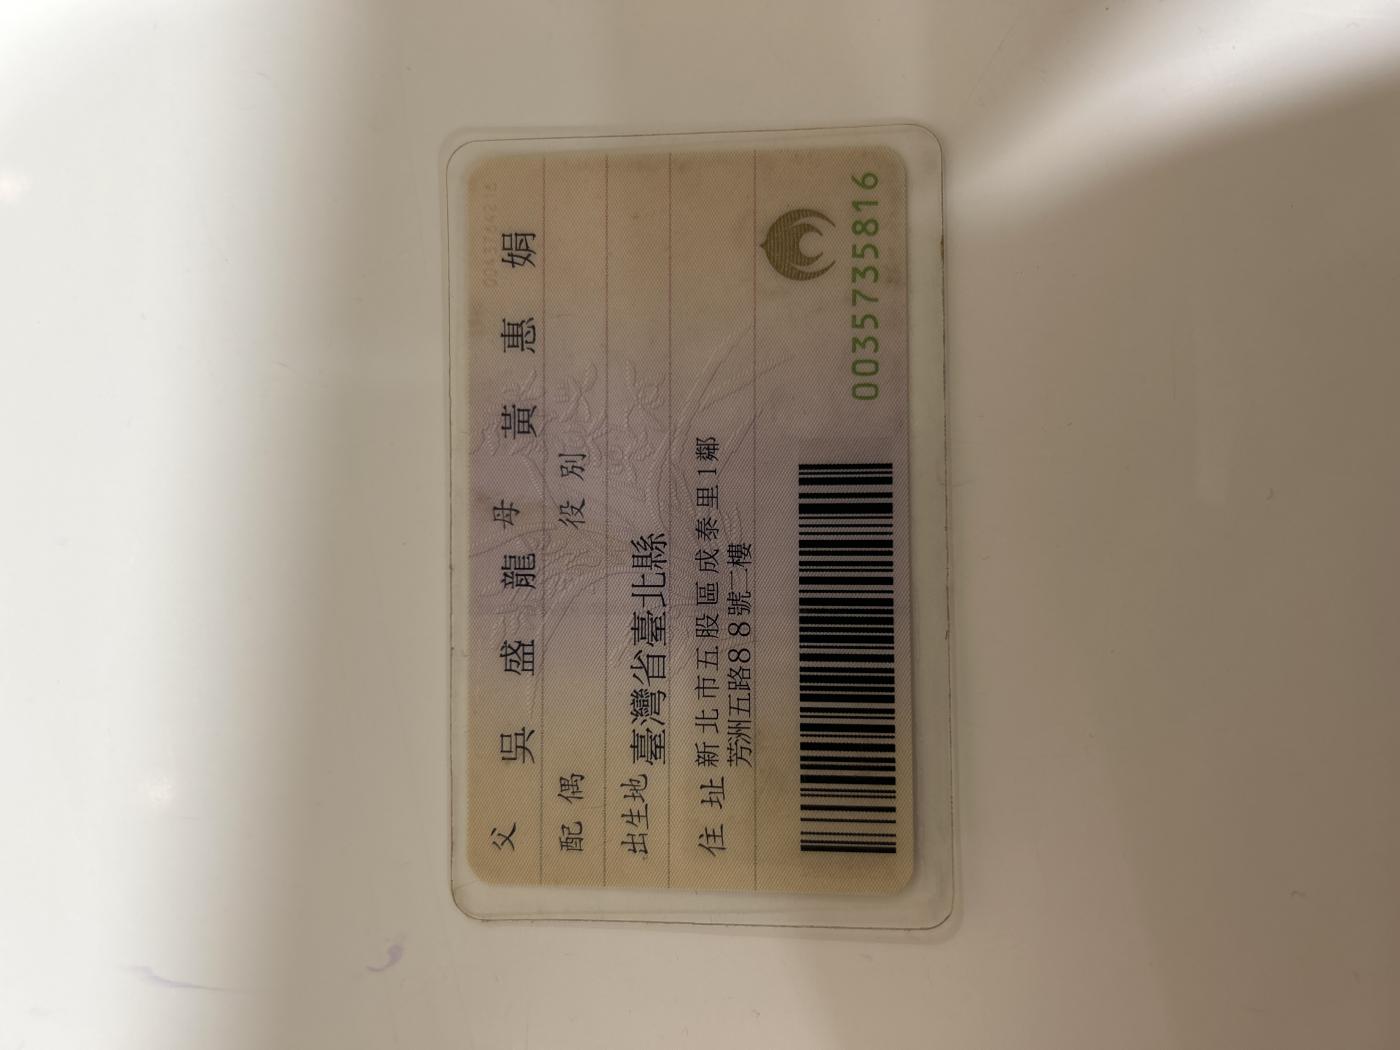 父 吳盛龍 母 黃惠娟
配偶 役別
出生地 臺灣省臺北縣
住址 新北市五股區成泰里1鄰
芳洲五路88號二樓
0035735816